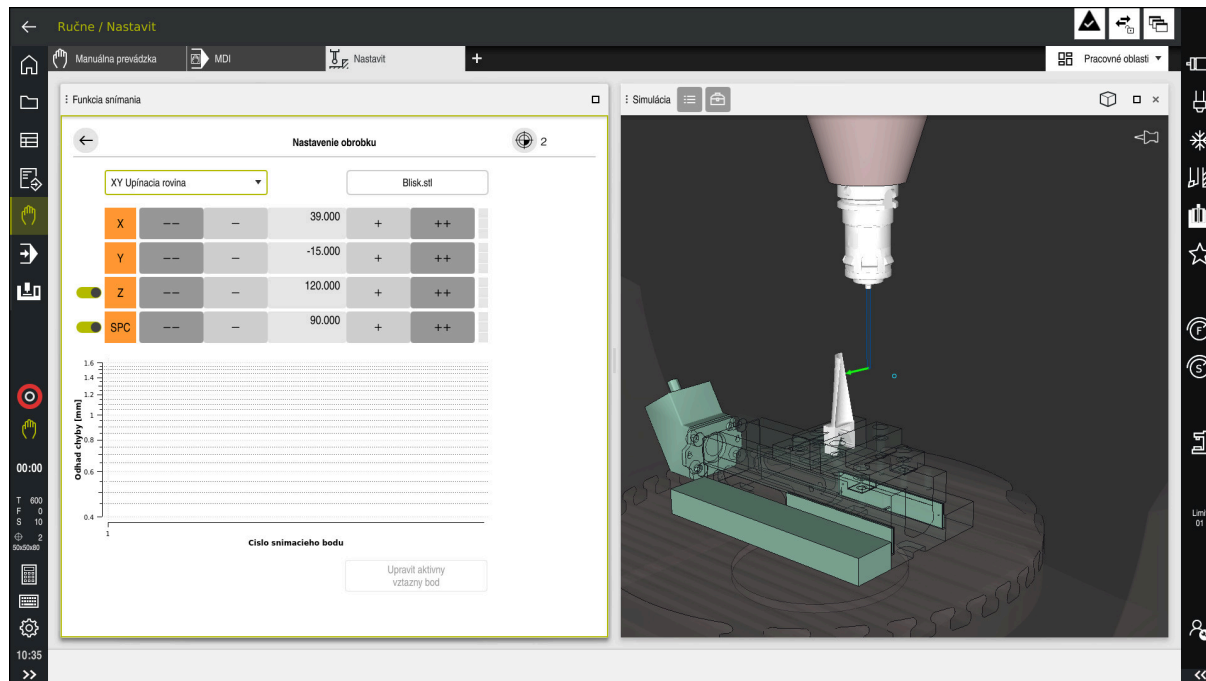 Ručne / Nastavit
Manuálna prevádzka
MDI
Nastavit
+
Pracovné oblasti
Funkcia snímania
Simulácia
Nastavenie obrobku
2
XY Upínacia rovina
Blisk.stl
X −− − 39.000 + ++
Y −− − -15.000 + ++
Z −− − 120.000 + ++
SPC −− − 90.000 + ++
1.6
1.4
1.2
1
0.8
0.6
0.4
Odhad chyby [mm]
1
Cislo snimacieho bodu
Upravit aktivny
vztazny bod
00:00
T 600
F 0
S 10
2
50x50x80
10:35
F
S
Limit
01